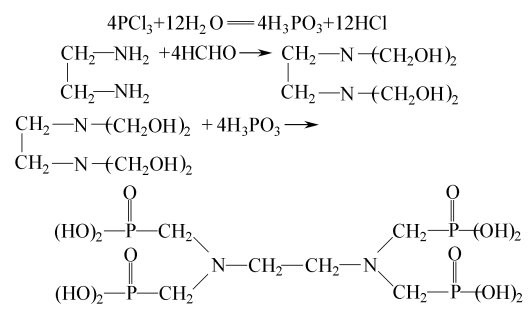 4PCl₃+12H₂O══4H₃PO₃+12HCl
CH₂—NH₂ +4HCHO⟶ CH₂—N—(CH₂OH)₂
CH₂—NH₂ CH₂—N—(CH₂OH)₂
CH₂—N—(CH₂OH)₂ + 4H₃PO₃⟶
CH₂—N—(CH₂OH)₂
O O
(HO)₂—P—CH₂ CH₂—P—(OH)₂
O N—CH₂—CH₂—N O
(HO)₂—P—CH₂ CH₂—P—(OH)₂